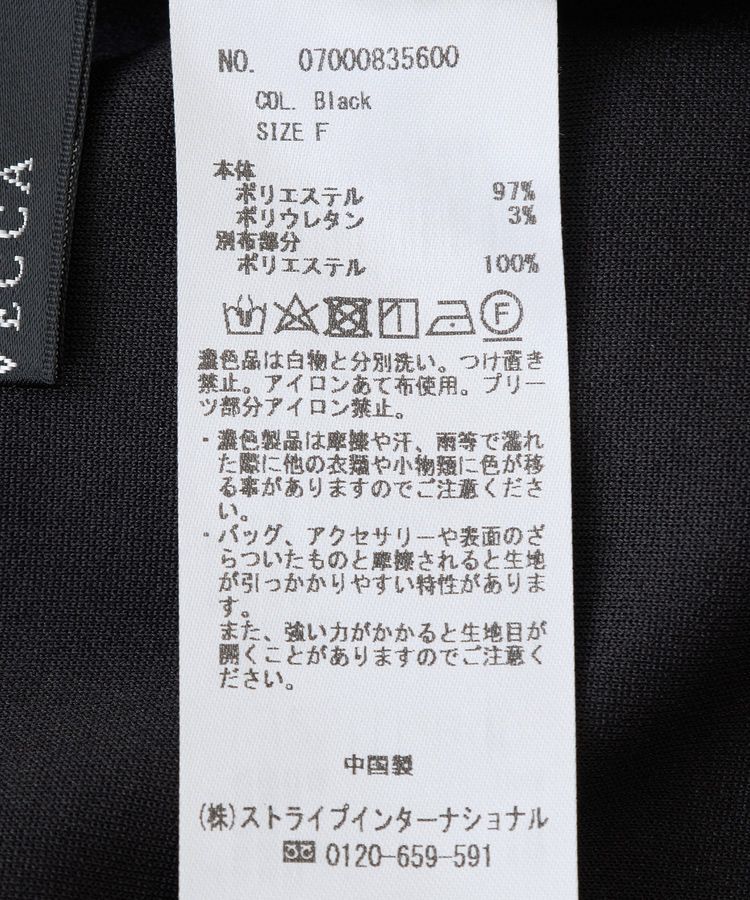 NO. 07000835600
COL. Black
SIZE F
本体
ポリエステル 97%
ポリウレタン 3%
別布部分
ポリエステル 100%
F
濃色品は白物と分別洗い。つけ置き
禁止。アイロンあて布使用。プリー
ツ部分アイロン禁止。
・濃色製品は摩擦や汗、雨等で濡れ
た際に他の衣類や小物類に色が移
る事がありますのでご注意くださ
い。
・バッグ、アクセサリーや表面のざ
らついたものと摩擦されると生地
が引っかかりやすい特性がありま
す。
また、強い力がかかると生地目が
開くことがありますのでご注意く
ださい。
中国製
(株)ストライプインターナショナル
0120-659-591
VECCA